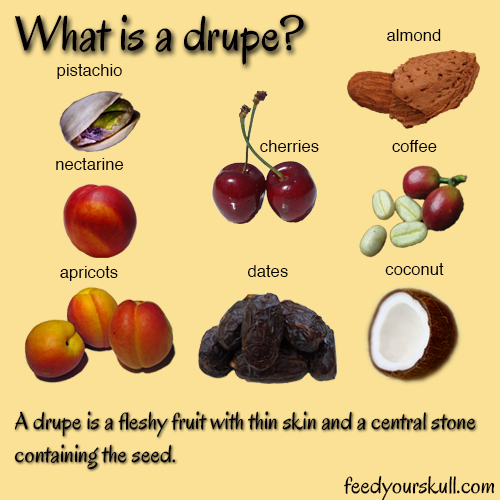 What is a drupe?
almond
pistachio
cherries
coffee
nectarine
apricots
dates
coconut
A drupe is a fleshy fruit with thin skin and a central stone
containing the seed.
feedyourskull.com